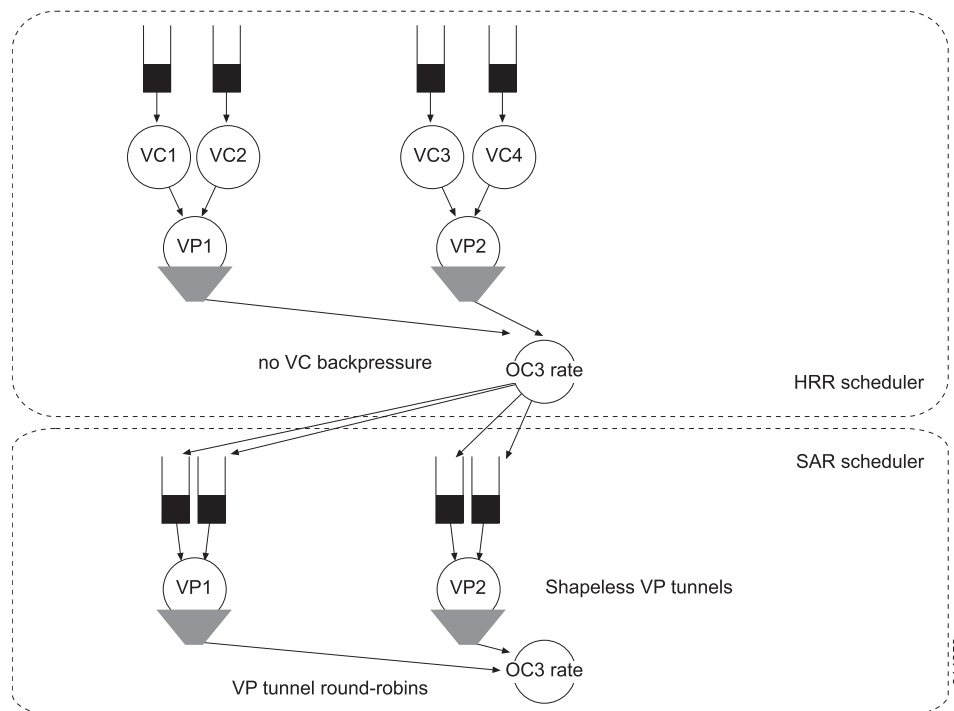 VC1 VC2 VC3 VC4
VP1 VP2
no VC backpressure
OC3 rate
HRR scheduler
SAR scheduler
VP1 VP2
Shapeless VP tunnels
OC3 rate
VP tunnel round-robins